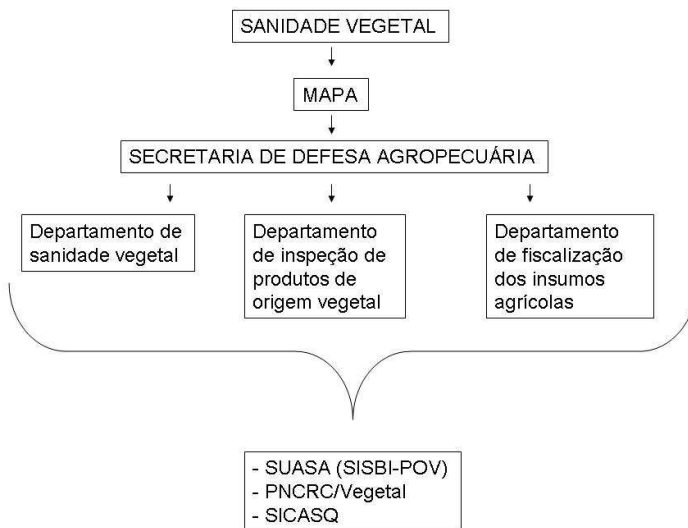 SANIDADE VEGETAL
MAPA
SECRETARIA DE DEFESA AGROPECUÁRIA
Departamento de
sanidade vegetal
Departamento
de inspeção de
produtos de
origem vegetal
Departamento
de fiscalização
dos insumos
agrícolas
- SUASA (SISBI-POV)
- PNCRC/Vegetal
- SICASQ